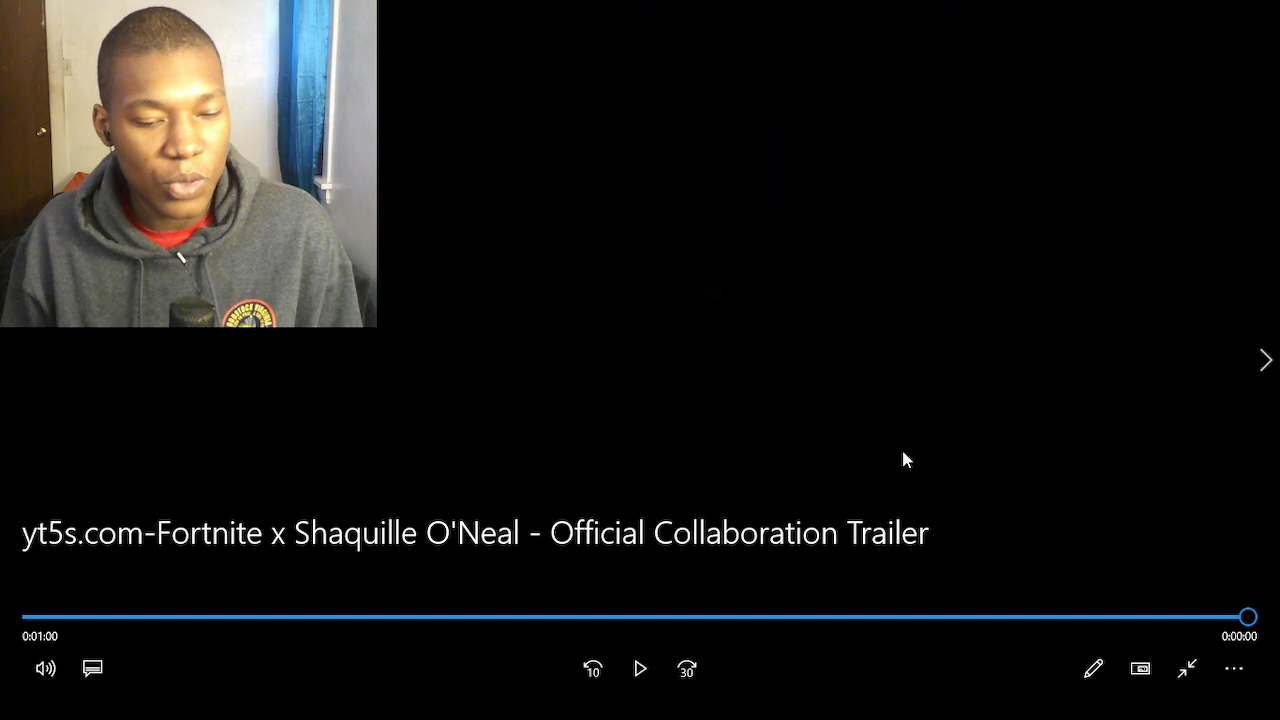 yt5s.com-Fortnite x Shaquille O'Neal - Official Collaboration Trailer
0:01:00
0:00:00
10
30